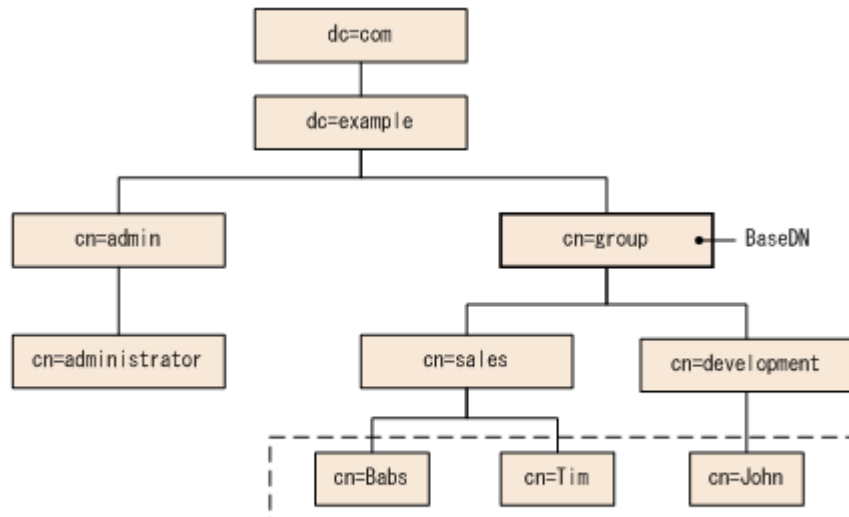 dc=com
dc=example
cn=admin
cn=group
BaseDN
cn=administrator
cn=sales
cn=development
cn=Babs
cn=Tim
cn=John